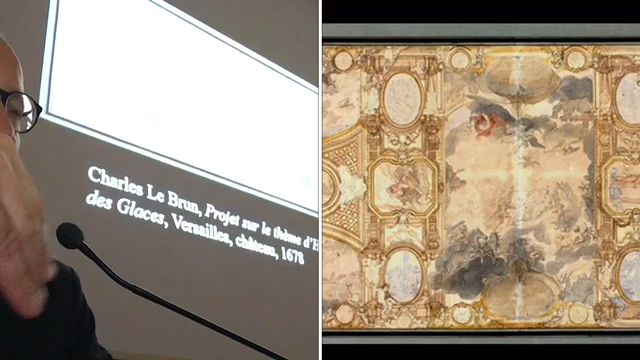 Charles Le Brun, Projet sur le thème
des Glaces, Versailles, château, 1678